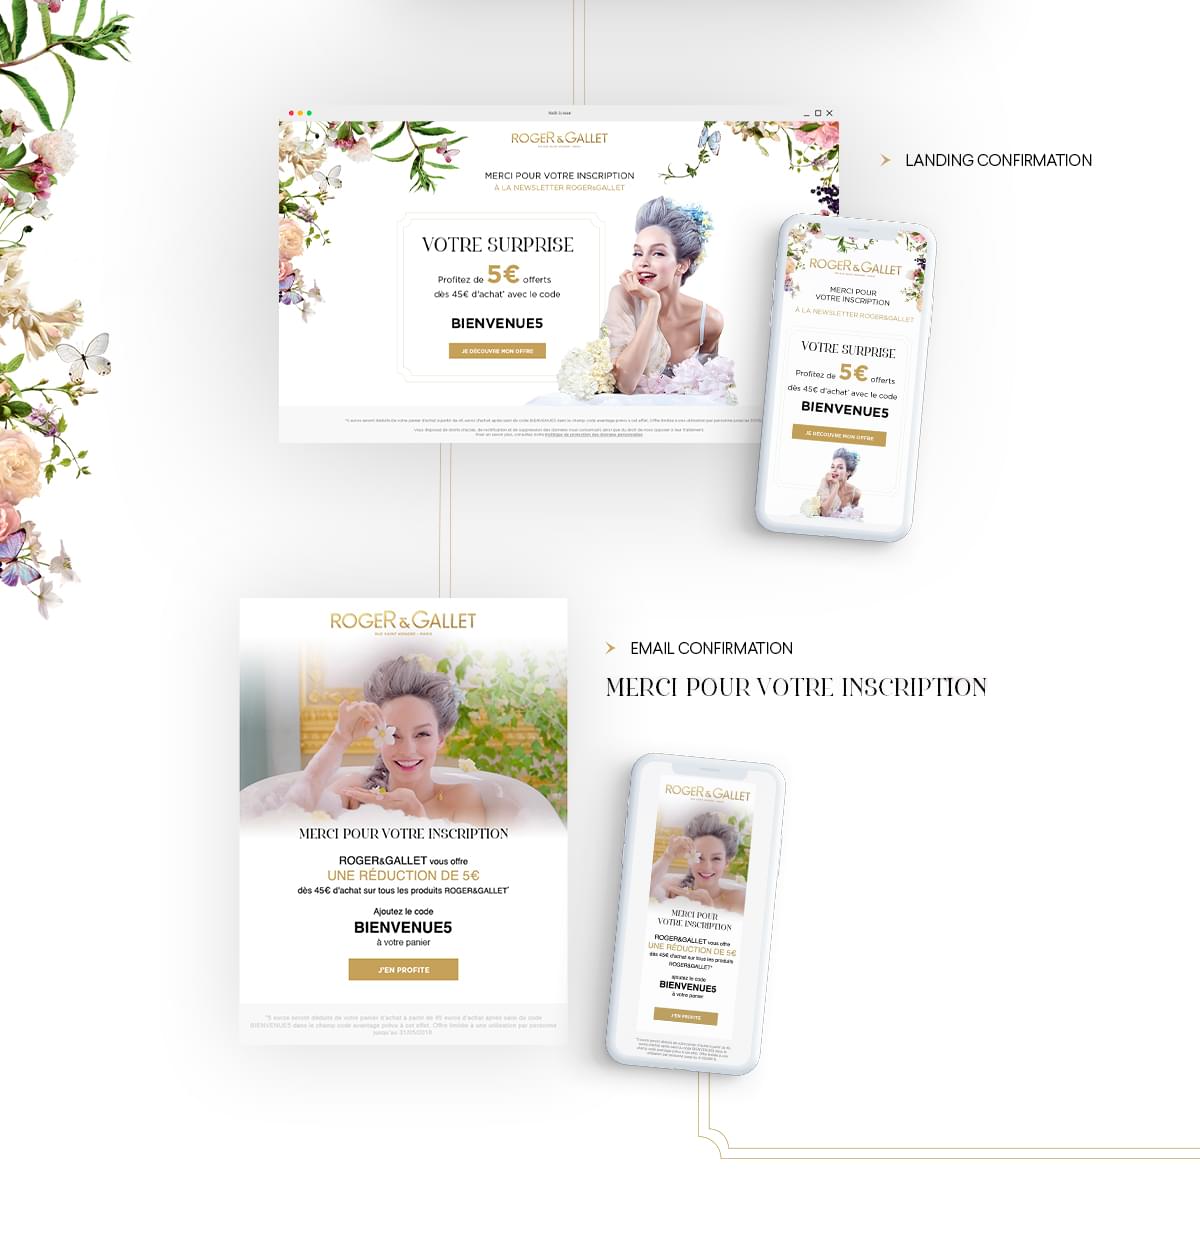 ROGER&GALLET
MERCI POUR VOTRE INSCRIPTION
À LA NEWSLETTER ROGER&GALLET
VOTRE SURPRISE
Profitez de 5€ offerts
dès 45€ d'achat* avec le code
BIENVENUE5
JE DÉCOUVRE MON OFFRE
LANDING CONFIRMATION
ROGER&GALLET
MERCI POUR
VOTRE INSCRIPTION
À LA NEWSLETTER ROGER&GALLET
VOTRE SURPRISE
Profitez de 5€ offerts
dès 45€ d'achat* avec le code
BIENVENUE5
JE DÉCOUVRE MON OFFRE
ROGER&GALLET
RUE SAINT HONORÉ - PARIS
MERCI POUR VOTRE INSCRIPTION
ROGER&GALLET vous offre
UNE RÉDUCTION DE 5€
dès 45€ d'achat sur tous les produits ROGER&GALLET*
Ajoutez le code
BIENVENUE5
à votre panier
J'EN PROFITE
*5 euros seront déduits de votre panier d'achat à partir de 45 euros d'achat après saisi du code
BIENVENUE5 dans le champ code avantage prévu à cet effet. Offre limitée à une utilisation par personne
jusqu'au 31/05/2018
EMAIL CONFIRMATION
MERCI POUR VOTRE INSCRIPTION
ROGER&GALLET
MERCI POUR
VOTRE INSCRIPTION
ROGER&GALLET vous offre
UNE RÉDUCTION DE 5€
dès 45€ d'achat sur tous les produits
ROGER&GALLET*
ajoutez le code
BIENVENUE5
à votre panier
J'EN PROFITE